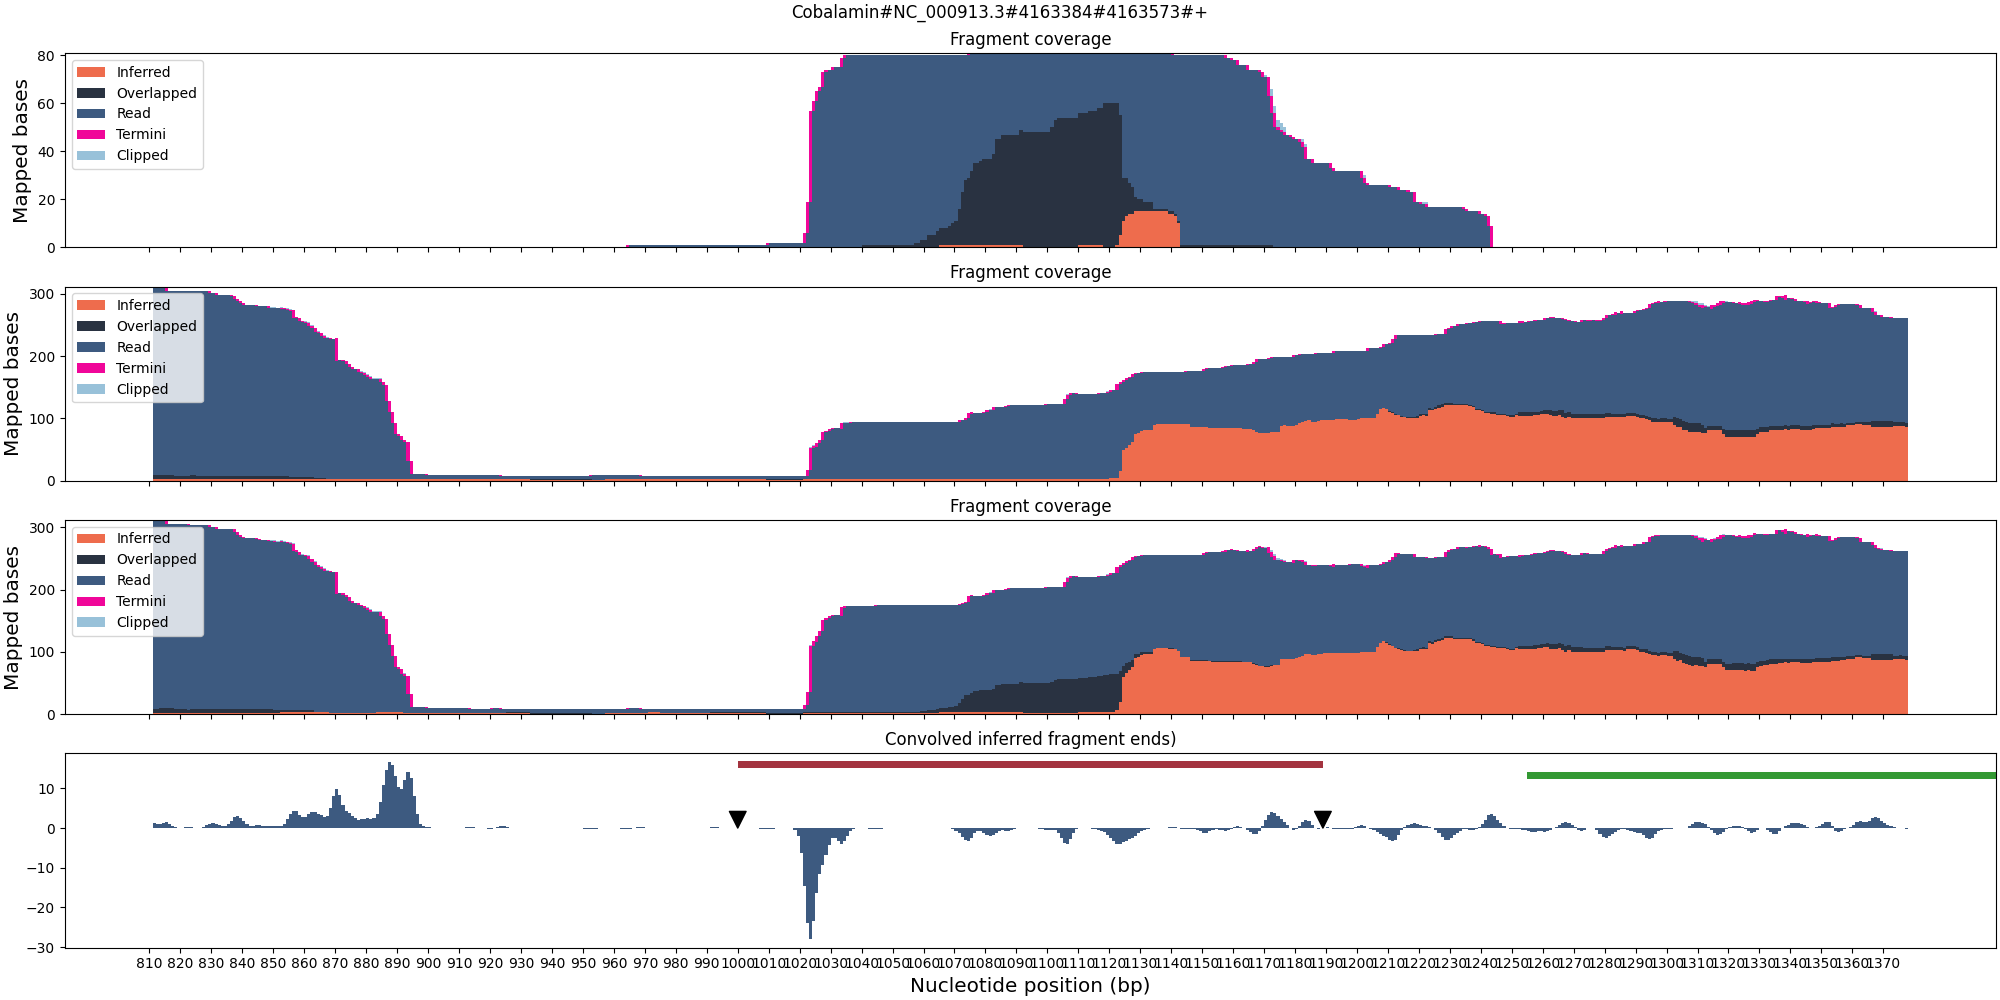 Cobalamin#NC_000913.3#4163384#4163573#+
Fragment coverage
Mapped bases
80
60
40
20
0
Inferred
Overlapped
Read
Termini
Clipped
Fragment coverage
Mapped bases
300
200
100
0
Inferred
Overlapped
Read
Termini
Clipped
Fragment coverage
Mapped bases
300
200
100
0
Inferred
Overlapped
Read
Termini
Clipped
Convolved inferred fragment ends)
10
0
−10
−20
−30
810 820 830 840 850 860 870 880 890 900 910 920 930 940 950 960 970 980 990 1000 1010 1020 1030 1040 1050 1060 1070 1080 1090 1100 1110 1120 1130 1140 1150 1160 1170 1180 1190 1200 1210 1220 1230 1240 1250 1260 1270 1280 1290 1300 1310 1320 1330 1340 1350 1360 1370
Nucleotide position (bp)